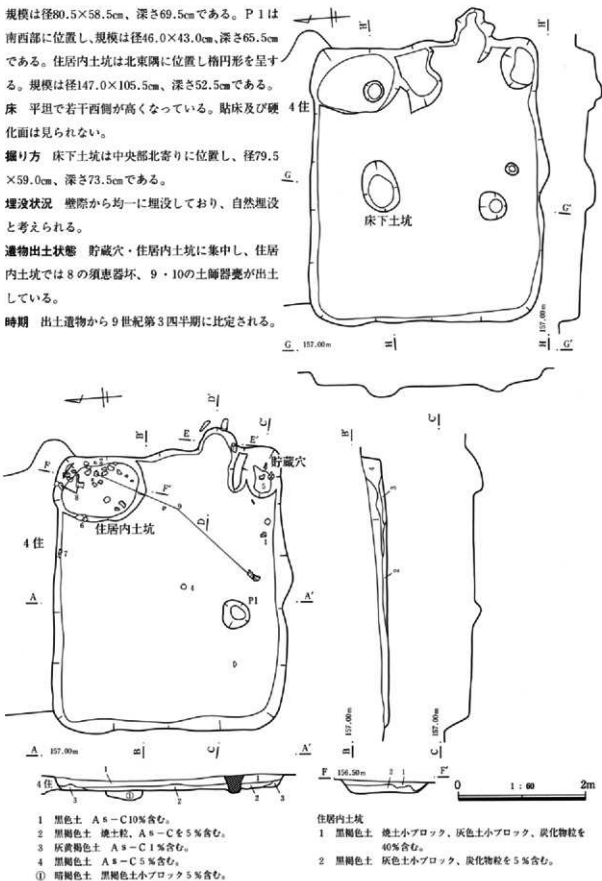 規模は径80.5×58.5㎝、深さ69.5㎝である。P1は
南西部に位置し、規模は径46.0×43.0㎝、深さ65.5㎝
である。住居内土坑は北東隅に位置し楕円形を呈す
る。規模は径147.0×105.5㎝、深さ52.5㎝である。
床　平坦で若干西側が高くなっている。貼床及び硬
化面は見られない。
掘り方　床下土坑は中央部北寄りに位置し、径79.5
×59.0㎝、深さ73.5㎝である。
埋没状況　壁際から均一に埋没しており、自然埋没
と考えられる。
遺物出土状態　貯蔵穴・住居内土坑に集中し、住居
内土坑では8の須恵器坏、9・10の土師器甕が出土
している。
時期　出土遺物から9世紀第3四半期に比定される。
H H'
4住
G G'
床下土坑
G 157.00m H H 157.00m G'
D' C'
B' E E'
F 貯蔵穴
F'
住居内土坑
D
4住
A P1 A'
A 157.00m B C A'
B' C'
B 157.00m C
4住
F 156.50m F'
0 1:60 2m
1　黒色土　As－C10％含む。
2　黒褐色土　焼土粒、As－Cを5％含む。
3　灰黄褐色土　As－C1％含む。
4　黒褐色土　As－C5％含む。
①　暗褐色土　黒褐色土小ブロック5％含む。
住居内土坑
1　黒褐色土　焼土小ブロック、灰色土小ブロック、炭化物粒を
40％含む。
2　黒褐色土　灰色土小ブロック、炭化物粒を5％含む。